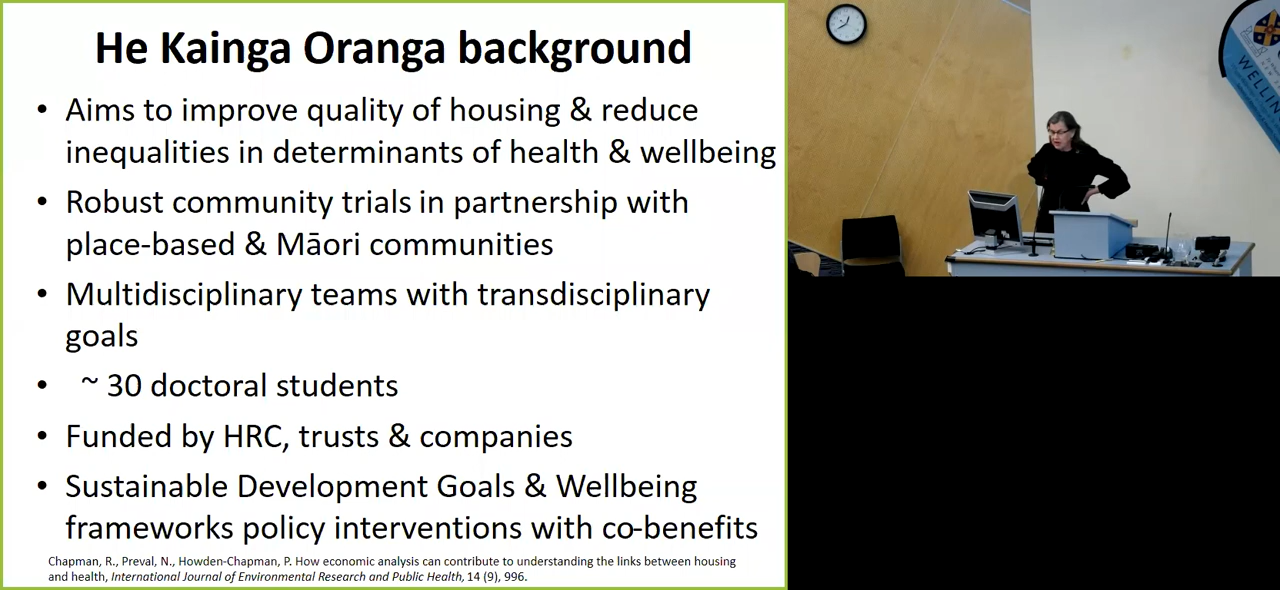 He Kainga Oranga background
• Aims to improve quality of housing & reduce
inequalities in determinants of health & wellbeing
• Robust community trials in partnership with
place-based & Māori communities
• Multidisciplinary teams with transdisciplinary
goals
• ~ 30 doctoral students
• Funded by HRC, trusts & companies
• Sustainable Development Goals & Wellbeing
frameworks policy interventions with co-benefits
Chapman, R., Preval, N., Howden-Chapman, P. How economic analysis can contribute to understanding the links between housing
and health, International Journal of Environmental Research and Public Health, 14 (9), 996.
WELLIN